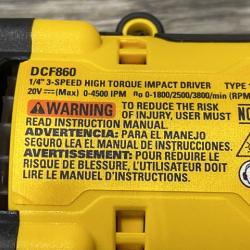 DCF860
1/4" 3-SPEED HIGH TORQUE IMPACT DRIVER TYPE 1
20V ⎓ (Max) 0-4500 IPM n₀ 0-1800/2500/3800/min (RPM)
WARNING TO REDUCE THE RISK
OF INJURY, USER MUST
READ INSTRUCTION MANUAL.
ADVERTENCIA: PARA EL MANEJO
SEGURO LEA EL MANUAL DE INSTRUCCIONES.
AVERTISSEMENT: POUR RÉDUIRE LE
RISQUE DE BLESSURE, L'UTILISATEUR DOIT
LIRE LE MANUEL D'INSTRUCTIONS.